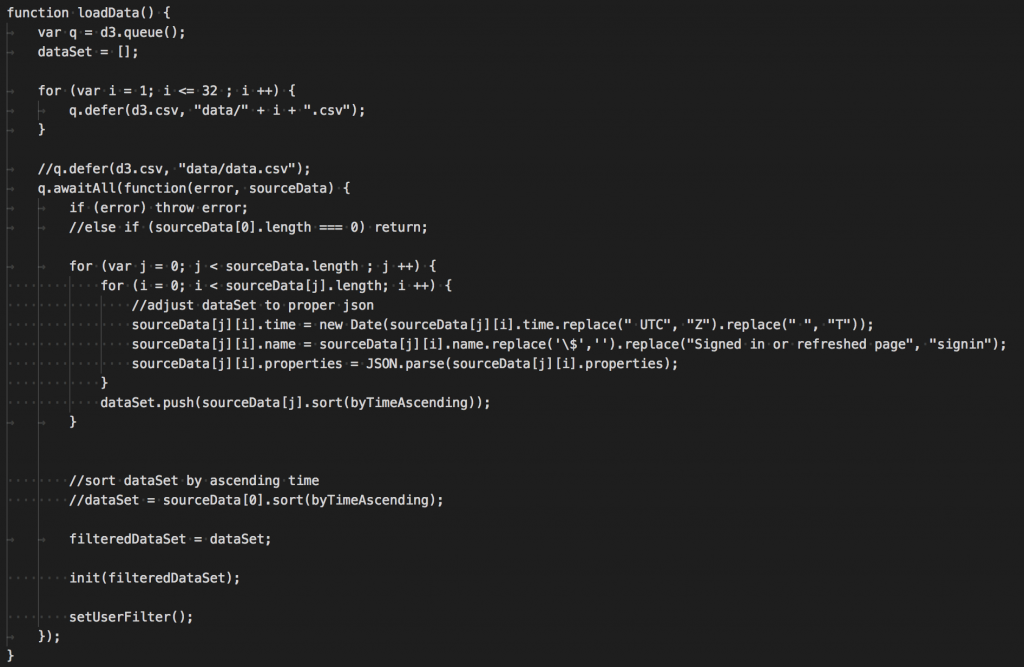 function loadData() {
    var q = d3.queue();
    dataSet = [];

    for (var i = 1; i <= 32 ; i ++) {
        q.defer(d3.csv, "data/" + i + ".csv");
    }

    //q.defer(d3.csv, "data/data.csv");
    q.awaitAll(function(error, sourceData) {
        if (error) throw error;
        //else if (sourceData[0].length === 0) return;

        for (var j = 0; j < sourceData.length ; j ++) {
            for (i = 0; i < sourceData[j].length; i ++) {
                //adjust dataSet to proper json
                sourceData[j][i].time = new Date(sourceData[j][i].time.replace(" UTC", "Z").replace(" ", "T"));
                sourceData[j][i].name = sourceData[j][i].name.replace('\$','').replace("Signed in or refreshed page", "signin");
                sourceData[j][i].properties = JSON.parse(sourceData[j][i].properties);
            }
            dataSet.push(sourceData[j].sort(byTimeAscending));
        }


        //sort dataSet by ascending time
        //dataSet = sourceData[0].sort(byTimeAscending);

        filteredDataSet = dataSet;

        init(filteredDataSet);

        setUserFilter();
    });
}